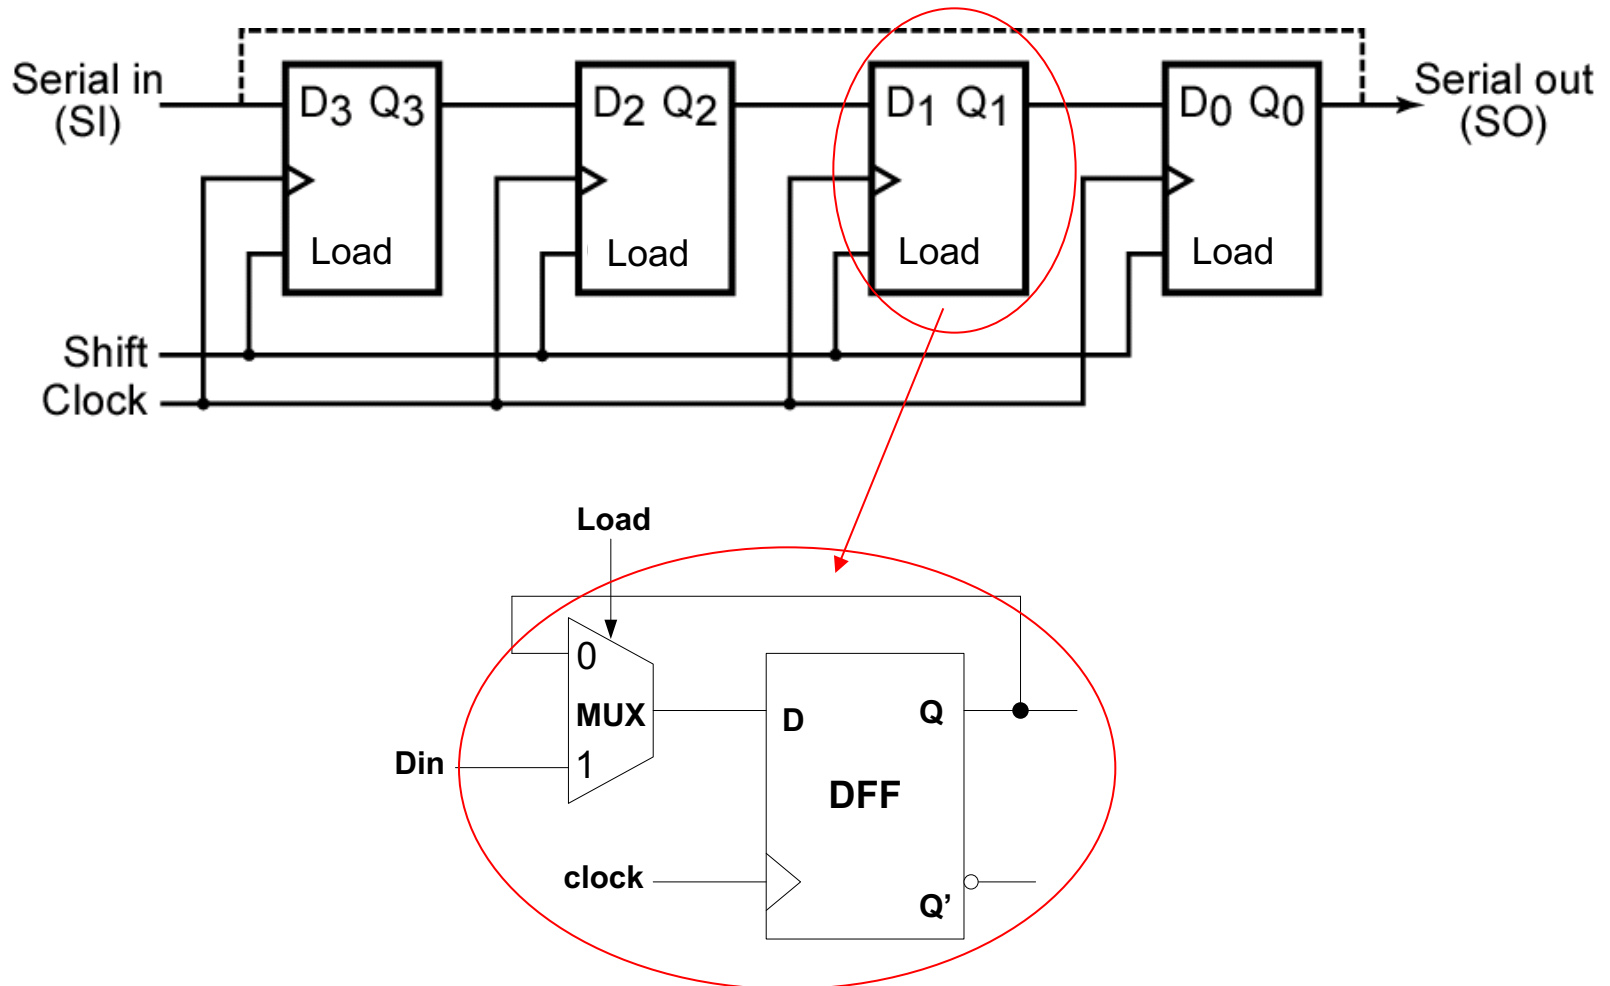 Serial in
(SI)
D3 Q3
D2 Q2
D1 Q1
D0 Q0
Serial out
(SO)
Load
Load
Load
Load
Shift
Clock
Load
0
MUX
1
Din
D
Q
DFF
clock
Q’